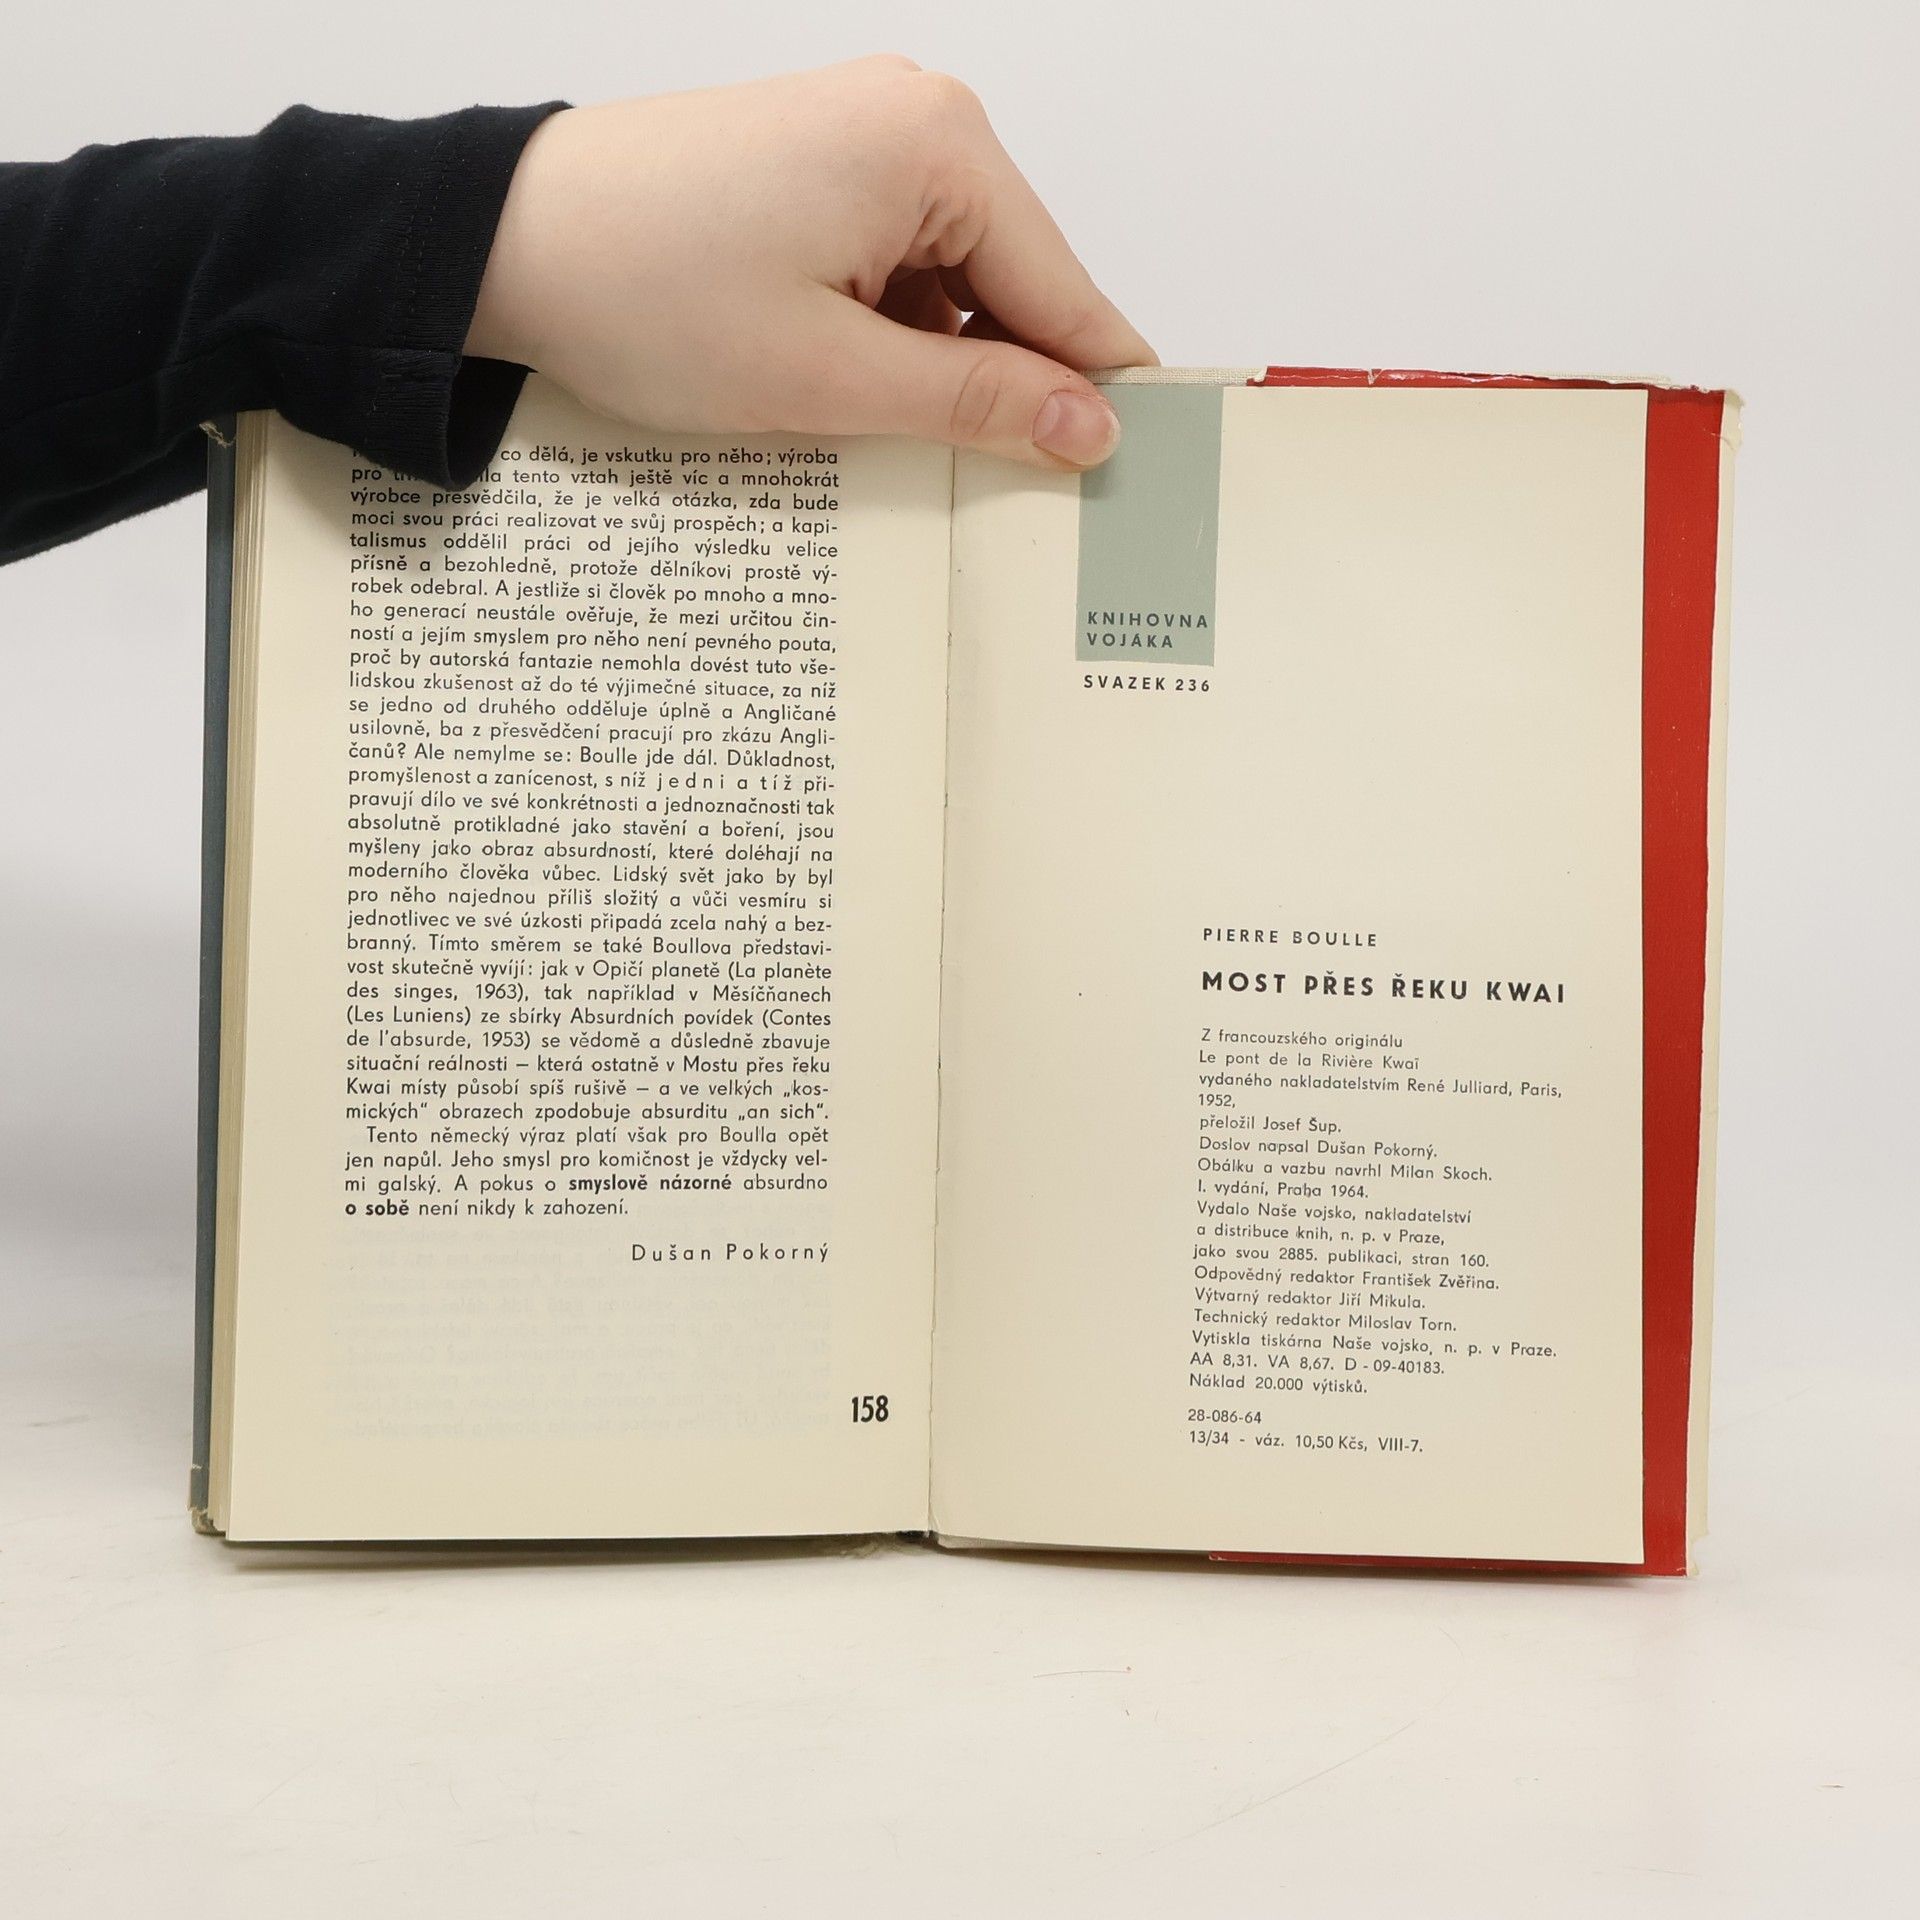 co dělá, je vskutku pro něho; výroba
pro tento vztah ještě víc a mnohokrát
výrobce přesvědčila, že je velká otázka, zda bude
moci svou práci realizovat ve svůj prospěch; a kapi-
talismus oddělil práci od jejího výsledku velice
přísně a bezohledně, protože dělníkovi prostě vý-
robek odebral. A jestliže si člověk po mnoho a mno-
ho generací neustále ověřuje, že mezi určitou čin-
ností a jejím smyslem pro něho není pevného pouta,
proč by autorská fantazie nemohla dovést tuto vše-
lidskou zkušenost až do té výjimečné situace, za níž
se jedno od druhého odděluje úplně a Angličané
usilovně, ba z přesvědčení pracují pro zkázu Angli-
čanů? Ale nemylme se: Boulle jde dál. Důkladnost,
promyšlenost a zanícenost, s níž jedni a tíž při-
pravují dílo ve své konkrétnosti a jednoznačnosti tak
absolutně protikladné jako stavění a boření, jsou
myšleny jako obraz absurdností, které doléhají na
moderního člověka vůbec. Lidský svět jako by byl
pro něho najednou příliš složitý a vůči vesmíru si
jednotlivec ve své úzkosti připadá zcela nahý a bez-
branný. Tímto směrem se také Boullova představi-
vost skutečně vyvíjí: jak v Opičí planetě (La planète
des singes, 1963), tak například v Měsíčňanech
(Les Luniens) ze sbírky Absurdních povídek (Contes
de l'absurde, 1953) se vědomě a důsledně zbavuje
situační reálnosti – která ostatně v Mostu přes řeku
Kwai místy působí spíš rušivě – a ve velkých „kos-
mických“ obrazech zpodobuje absurditu „an sich“.
Tento německý výraz platí však pro Boulla opět
jen napůl. Jeho smysl pro komičnost je vždycky vel-
mi galský. A pokus o smyslově názorné absurdno
o sobě není nikdy k zahození.
Dušan Pokorný
158
KNIHOVNA
VOJÁKA
SVAZEK 236
PIERRE BOULLE
MOST PŘES ŘEKU KWAI
Z francouzského originálu
Le pont de la Rivière Kwaï
vydaného nakladatelstvím René Julliard, Paris,
1952,
přeložil Josef Šup.
Doslov napsal Dušan Pokorný.
Obálku a vazbu navrhl Milan Skoch.
I. vydání, Praha 1964.
Vydalo Naše vojsko, nakladatelství
a distribuce knih, n. p. v Praze,
jako svou 2885. publikaci, stran 160.
Odpovědný redaktor František Zvěřina.
Výtvarný redaktor Jiří Mikula.
Technický redaktor Miloslav Torn.
Vytiskla tiskárna Naše vojsko, n. p. v Praze.
AA 8,31. VA 8,67. D - 09-40183.
Náklad 20.000 výtisků.
28-086-64
13/34 - váz. 10,50 Kčs, VIII-7.